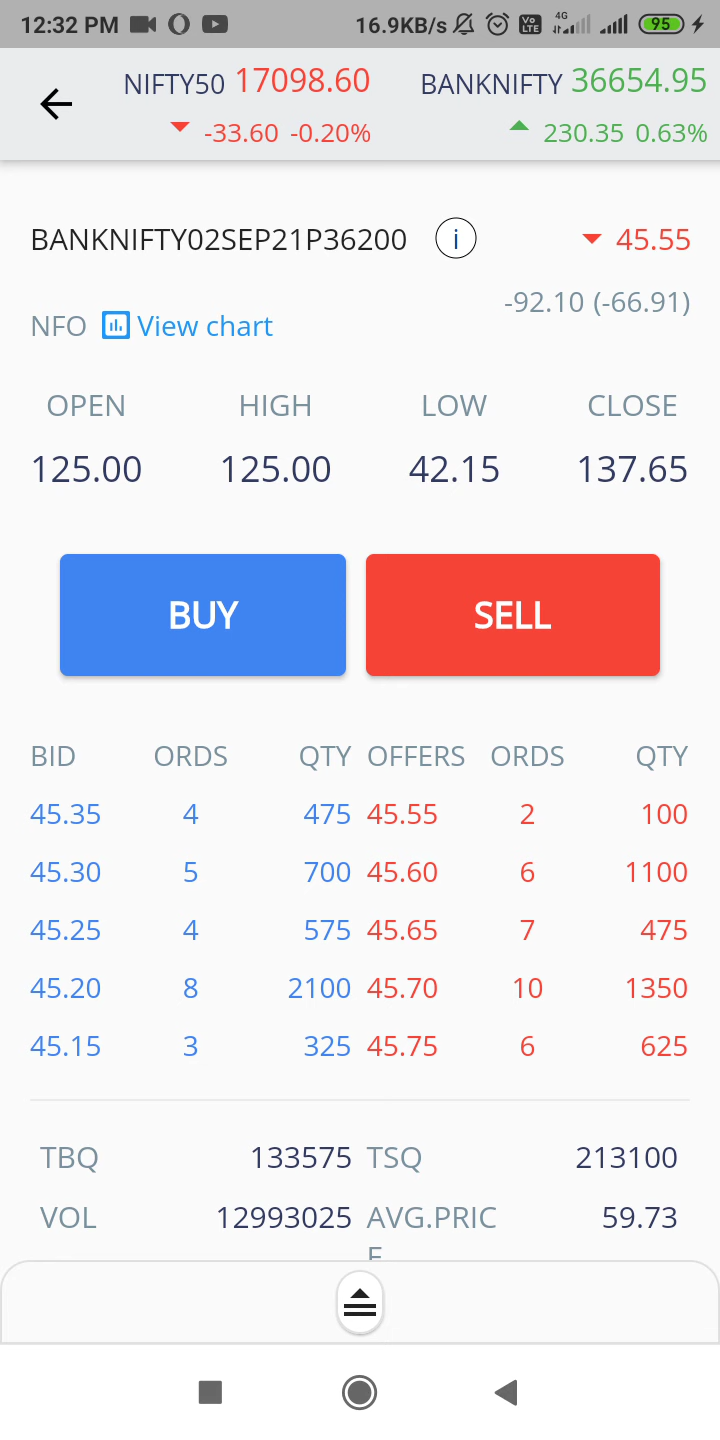 12:32 PM 16.9KB/s Vo LTE 4G 95
NIFTY50 17098.60 BANKNIFTY 36654.95
-33.60 -0.20% 230.35 0.63%
BANKNIFTY02SEP21P36200 i 45.55
-92.10 (-66.91)
NFO View chart
OPEN HIGH LOW CLOSE
125.00 125.00 42.15 137.65
BUY SELL
BID ORDS QTY OFFERS ORDS QTY
45.35 4 475 45.55 2 100
45.30 5 700 45.60 6 1100
45.25 4 575 45.65 7 475
45.20 8 2100 45.70 10 1350
45.15 3 325 45.75 6 625
TBQ 133575 TSQ 213100
VOL 12993025 AVG.PRIC 59.73
E